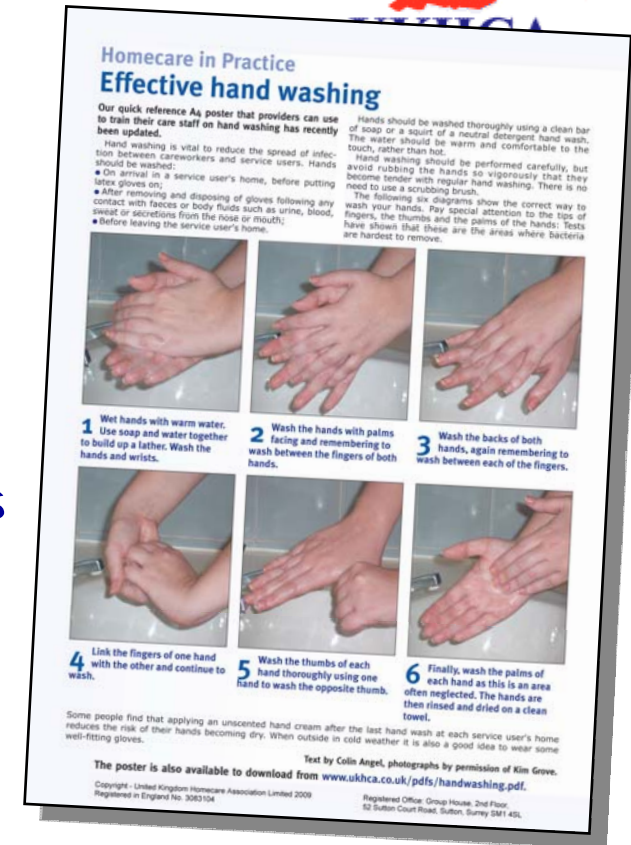 UKHCA
Homecare in Practice
Effective hand washing
Our quick reference A4 poster that providers can use
to train their care staff on hand washing has recently
been updated.
Hand washing is vital to reduce the spread of infec-
tion between careworkers and service users. Hands
should be washed:
• On arrival in a service user's home, before putting
latex gloves on;
• After removing and disposing of gloves following any
contact with faeces or body fluids such as urine, blood,
sweat or secretions from the nose or mouth;
• Before leaving the service user's home.
Hands should be washed thoroughly using a clean bar
of soap or a squirt of a neutral detergent hand wash.
The water should be warm and comfortable to the
touch, rather than hot.
Hand washing should be performed carefully, but
avoid rubbing the hands so vigorously that they
become tender with regular hand washing. There is no
need to use a scrubbing brush.
The following six diagrams show the correct way to
wash your hands. Pay special attention to the tips of
fingers, the thumbs and the palms of the hands: Tests
have shown that these are the areas where bacteria
are hardest to remove.
1 Wet hands with warm water.
Use soap and water together
to build up a lather. Wash the
hands and wrists.
2 Wash the hands with palms
facing and remembering to
wash between the fingers of both
hands.
3 Wash the backs of both
hands, again remembering to
wash between each of the fingers.
s
4 Link the fingers of one hand
with the other and continue to
wash.
5 Wash the thumbs of each
hand thoroughly using one
hand to wash the opposite thumb.
6 Finally, wash the palms of
each hand as this is an area
often neglected. The hands are
then rinsed and dried on a clean
towel.
Some people find that applying an unscented hand cream after the last hand wash at each service user's home
reduces the risk of their hands becoming dry. When outside in cold weather it is also a good idea to wear some
well-fitting gloves.
Text by Colin Angel, photographs by permission of Kim Grove.
The poster is also available to download from www.ukhca.co.uk/pdfs/handwashing.pdf.
Copyright - United Kingdom Homecare Association Limited 2009
Registered in England No. 3083104
Registered Office: Group House, 2nd Floor,
52 Sutton Court Road, Sutton, Surrey SM1 4SL